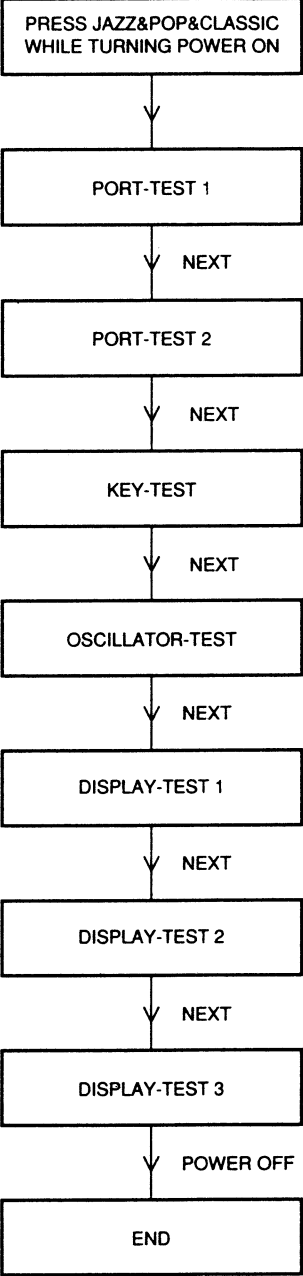 PRESS JAZZ&POP&CLASSIC
WHILE TURNING POWER ON
PORT-TEST 1
NEXT
PORT-TEST 2
NEXT
KEY-TEST
NEXT
OSCILLATOR-TEST
NEXT
DISPLAY-TEST 1
NEXT
DISPLAY-TEST 2
NEXT
DISPLAY-TEST 3
POWER OFF
END